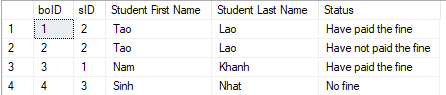 boID sID Student First Name Student Last Name Status
1 1 2 Tao Lao Have paid the fine
2 2 2 Tao Lao Have not paid the fine
3 3 1 Nam Khanh Have paid the fine
4 4 3 Sinh Nhat No fine